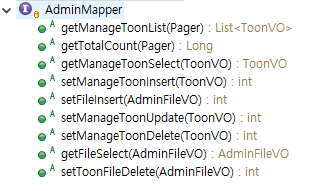 AdminMapper
getManageToonList(Pager) : List<ToonVO>
getTotalCount(Pager) : Long
getManageToonSelect(ToonVO) : ToonVO
setManageToonInsert(ToonVO) : int
setFileInsert(AdminFileVO) : int
setManageToonUpdate(ToonVO) : int
setManageToonDelete(ToonVO) : int
getFileSelect(AdminFileVO) : AdminFileVO
setToonFileDelete(AdminFileVO) : int